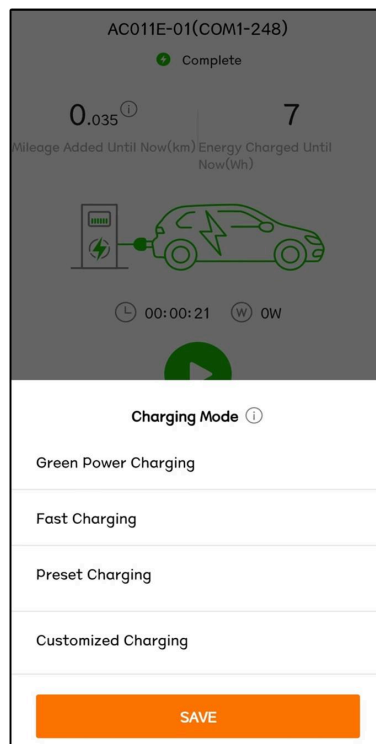 AC011E-01(COM1-248)
Complete
0.035
7
Mileage Added Until Now(km)
Energy Charged Until
Now(Wh)
00:00:21
W 0W
Charging Mode i
Green Power Charging
Fast Charging
Preset Charging
Customized Charging
SAVE